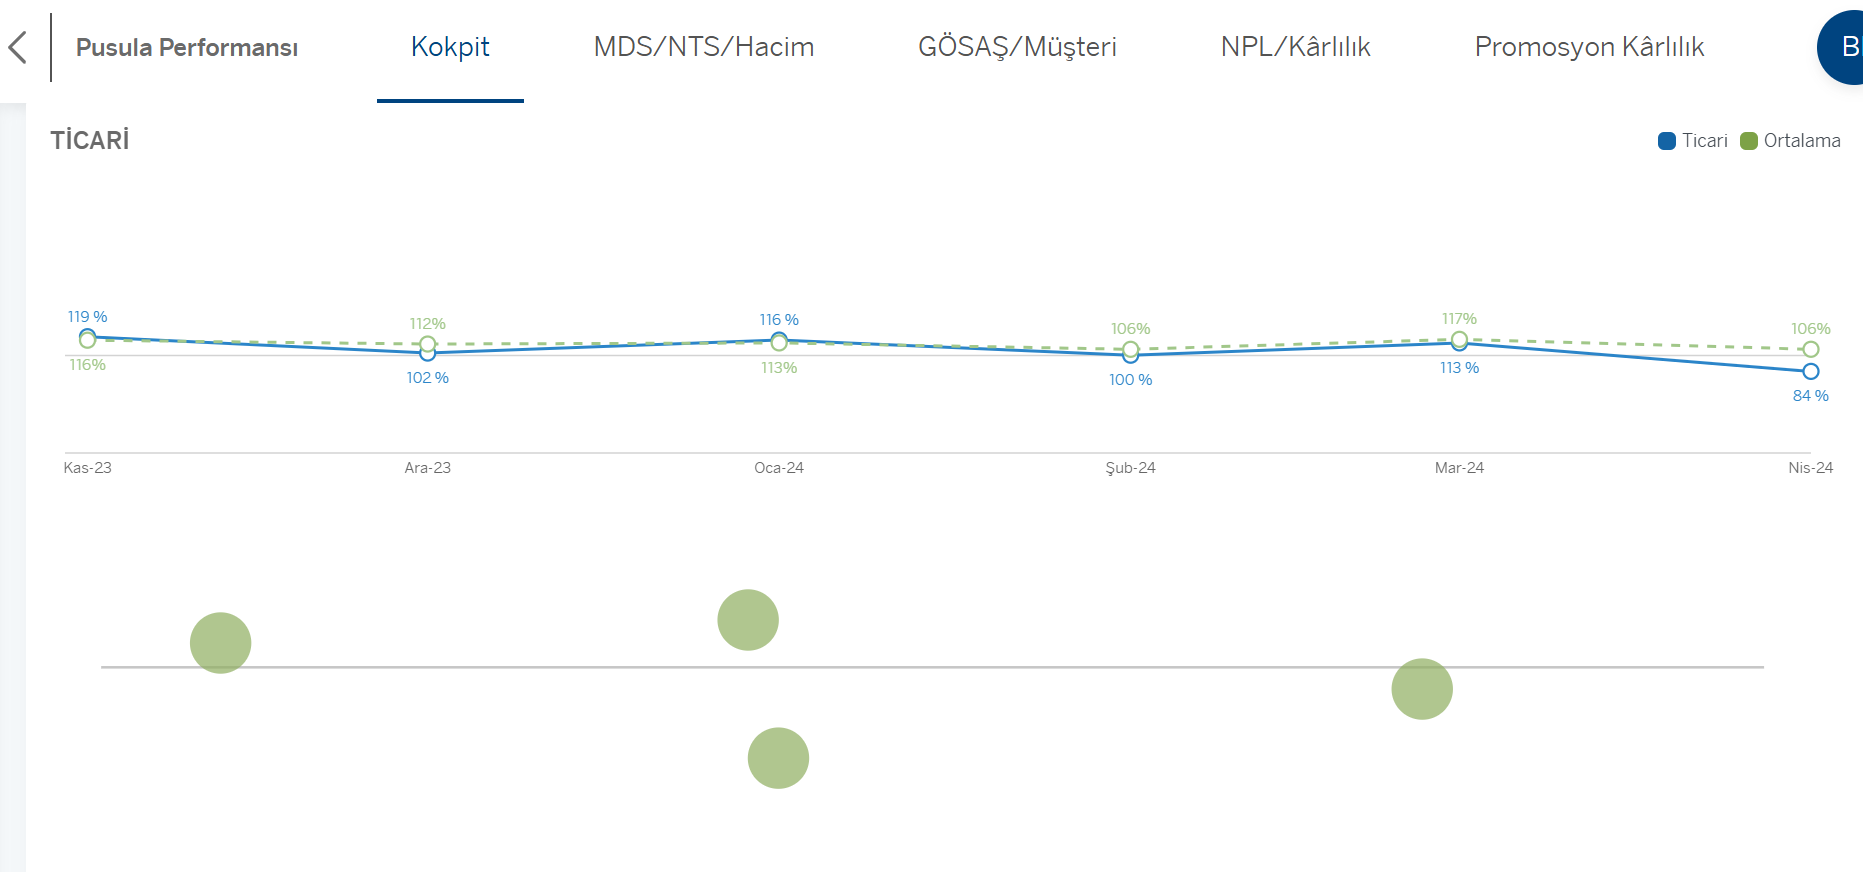 Pusula Performansı
Kokpit
MDS/NTS/Hacim
GÖSAŞ/Müşteri
NPL/Kârlılık
Promosyon Kârlılık
B
TİCARİ
Ticari
Ortalama
119 %
112%
116 %
106%
117%
106%
116%
102 %
113%
100 %
113 %
84 %
Kas-23
Ara-23
Oca-24
Şub-24
Mar-24
Nis-24